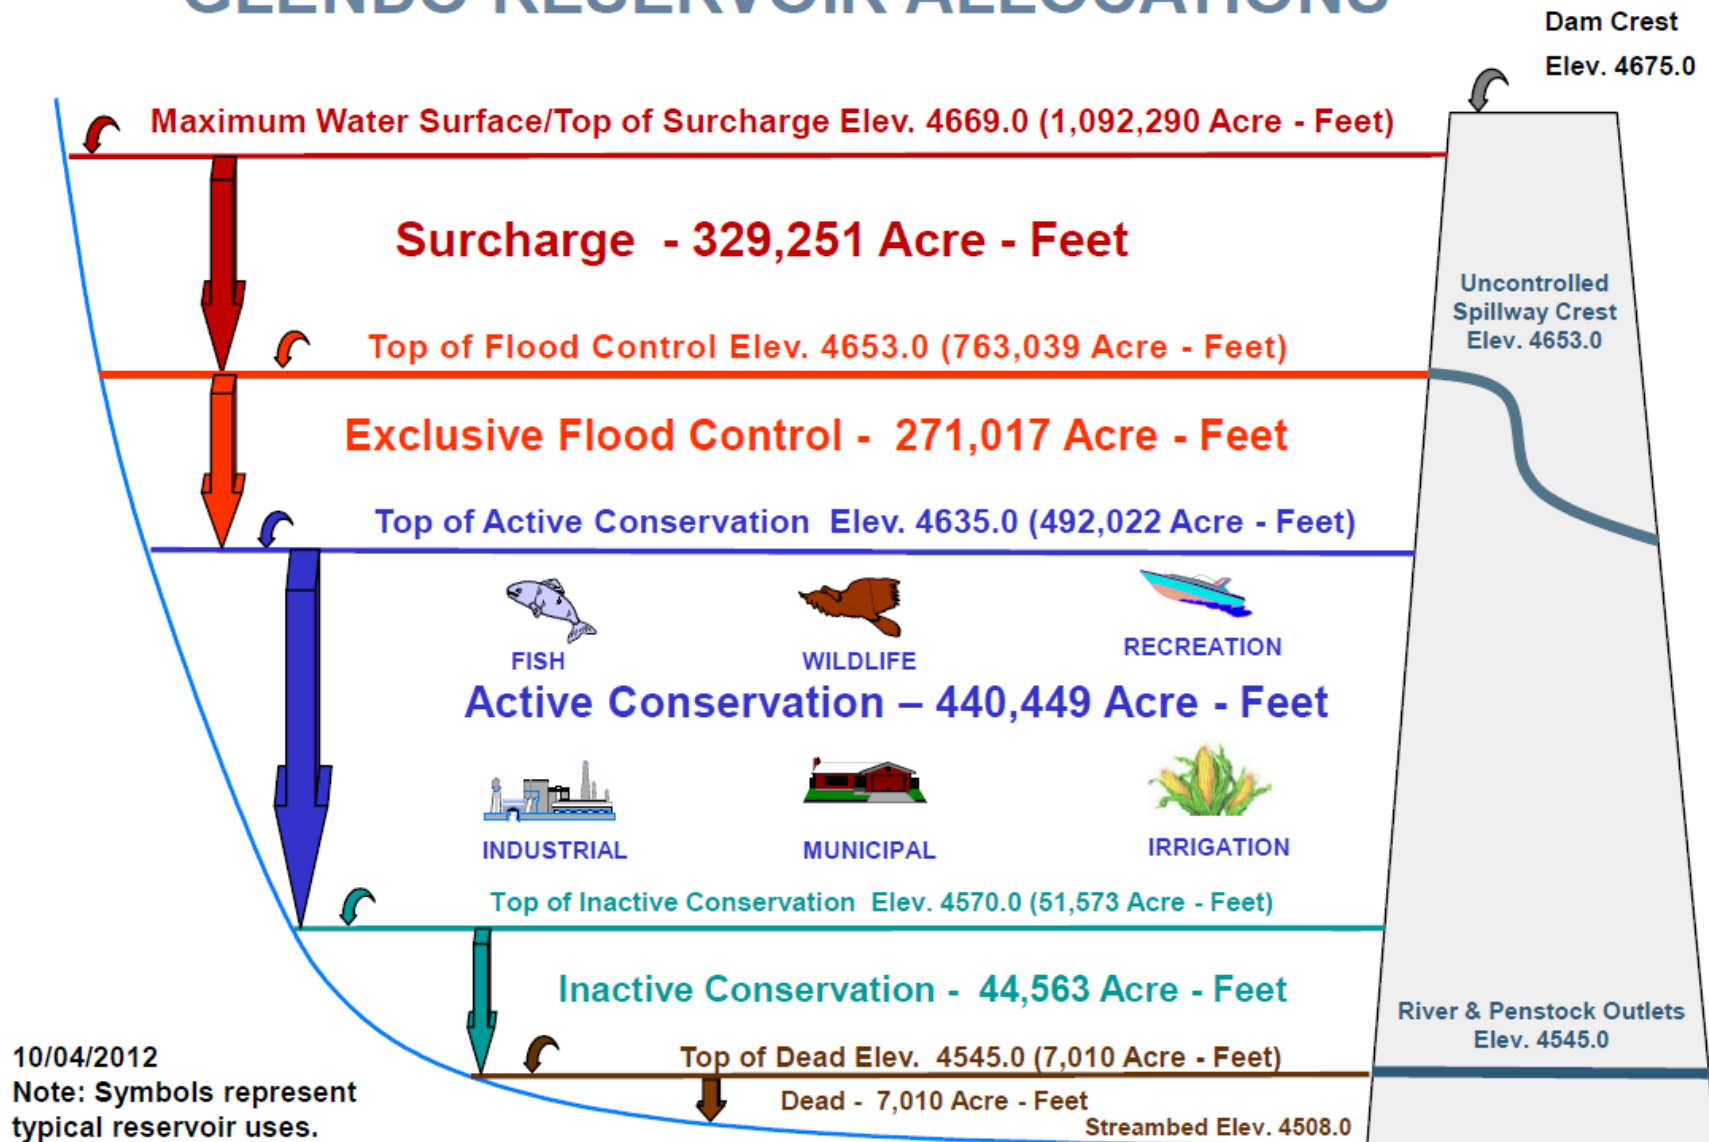 GLENDO RESERVOIR ALLOCATIONS
Dam Crest
Elev. 4675.0
Maximum Water Surface/Top of Surcharge Elev. 4669.0 (1,092,290 Acre - Feet)
Surcharge - 329,251 Acre - Feet
Uncontrolled
Spillway Crest
Elev. 4653.0
Top of Flood Control Elev. 4653.0 (763,039 Acre - Feet)
Exclusive Flood Control - 271,017 Acre - Feet
Top of Active Conservation Elev. 4635.0 (492,022 Acre - Feet)
FISH
WILDLIFE
RECREATION
Active Conservation – 440,449 Acre - Feet
INDUSTRIAL
MUNICIPAL
IRRIGATION
Top of Inactive Conservation Elev. 4570.0 (51,573 Acre - Feet)
Inactive Conservation - 44,563 Acre - Feet
River & Penstock Outlets
Elev. 4545.0
Top of Dead Elev. 4545.0 (7,010 Acre - Feet)
Dead - 7,010 Acre - Feet
Streambed Elev. 4508.0
10/04/2012
Note: Symbols represent
typical reservoir uses.